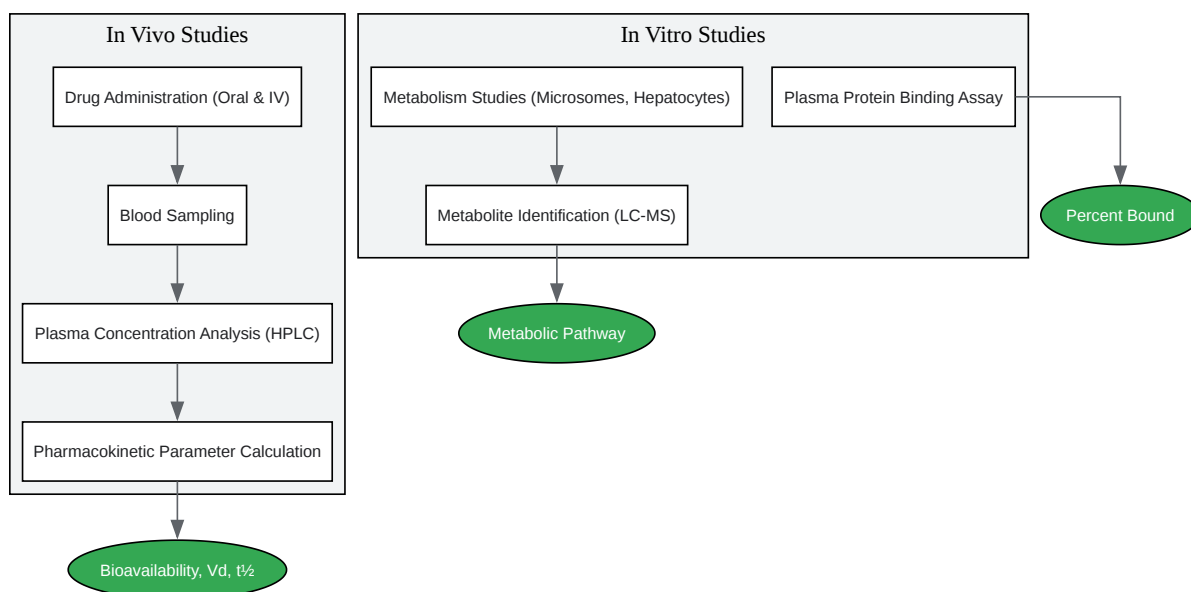 In Vivo Studies
Drug Administration (Oral & IV)
Blood Sampling
Plasma Concentration Analysis (HPLC)
Pharmacokinetic Parameter Calculation
Bioavailability, Vd, t½
In Vitro Studies
Metabolism Studies (Microsomes, Hepatocytes)
Plasma Protein Binding Assay
Metabolite Identification (LC-MS)
Percent Bound
Metabolic Pathway